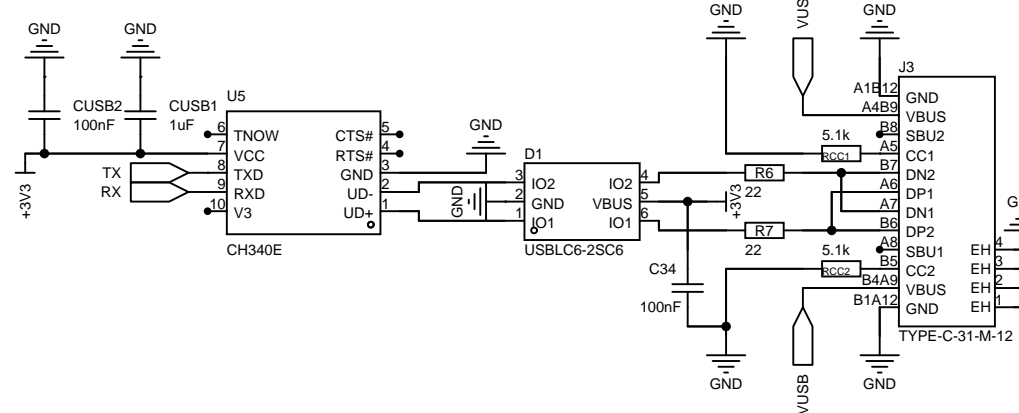 GND
GND
GND
VUS
GND
CUSB2
100nF
CUSB1
1uF
+3V3
TX
RX
U5
6 TNOW
7 VCC
8 TXD
9 RXD
10 V3
CTS# 5
RTS# 4
GND 3
UD- 2
UD+ 1
CH340E
GND
GND
D1
3 IO2
2 GND
1 IO1
IO2 4
VBUS 5
IO1 6
USBLC6-2SC6
R6
22
+3V3
R7
22
C34
100nF
5.1k
RCC1
5.1k
RCC2
J3
A1B12 GND
A4B9 VBUS
B8 SBU2
A5 CC1
B7 DN2
A6 DP1
A7 DN1
B6 DP2
A8 SBU1
B5 CC2
B4A9 VBUS
B1A12 GND
G
EH 4
EH 3
EH 2
EH 1
TYPE-C-31-M-12
GND
VUSB
GND